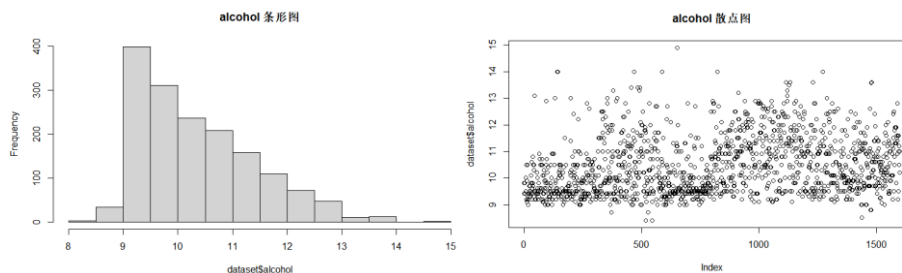 alcohol 条形图
Frequency
400
300
200
100
0
8 9 10 11 12 13 14 15
dataset$alcohol
alcohol 散点图
dataset$alcohol
15
14
13
12
11
10
9
0 500 1000 1500
Index